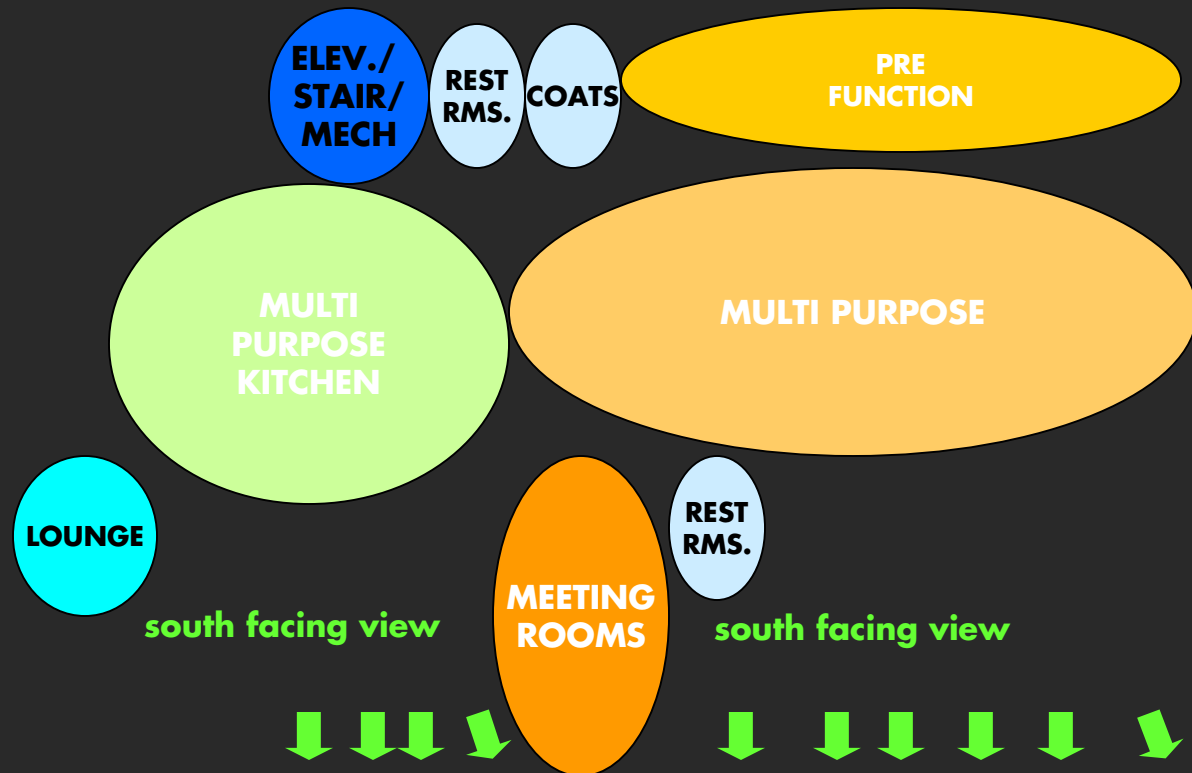 ELEV./
STAIR/
MECH
REST
RMS.
COATS
PRE
FUNCTION
MULTI
PURPOSE
KITCHEN
MULTI PURPOSE
LOUNGE
MEETING
ROOMS
REST
RMS.
south facing view
south facing view